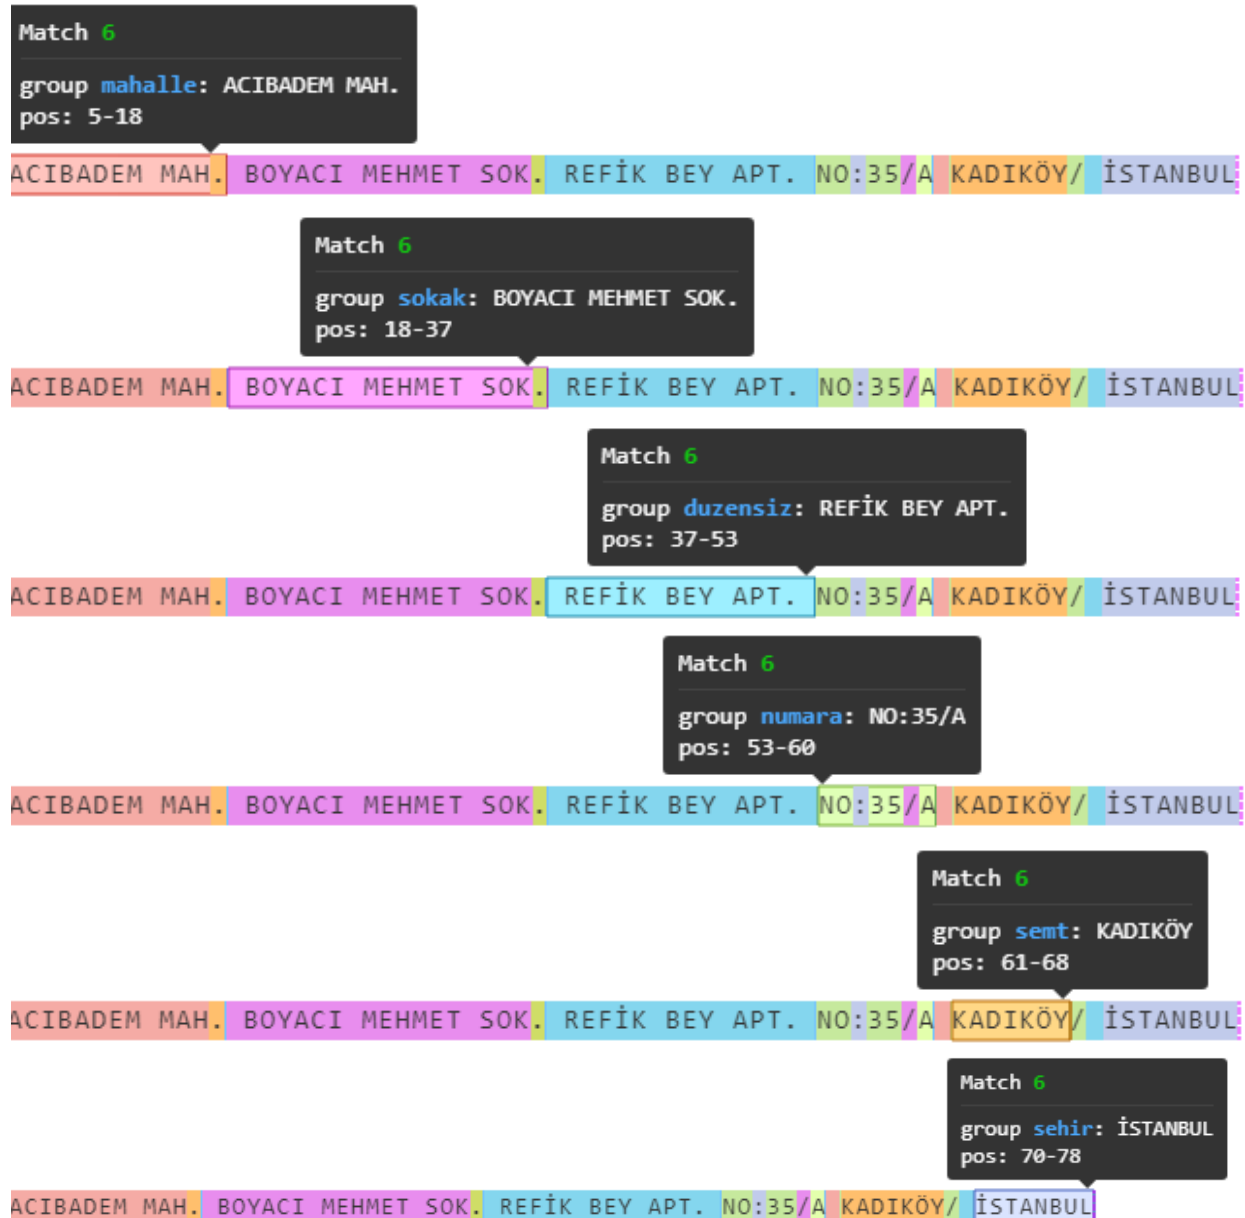 Match 6
group mahalle: ACIBADEM MAH.
pos: 5-18
ACIBADEM MAH. BOYACI MEHMET SOK. REFİK BEY APT. NO:35/A KADIKÖY/ İSTANBUL
Match 6
group sokak: BOYACI MEHMET SOK.
pos: 18-37
ACIBADEM MAH. BOYACI MEHMET SOK. REFİK BEY APT. NO:35/A KADIKÖY/ İSTANBUL
Match 6
group duzensiz: REFİK BEY APT.
pos: 37-53
ACIBADEM MAH. BOYACI MEHMET SOK. REFİK BEY APT. NO:35/A KADIKÖY/ İSTANBUL
Match 6
group numara: NO:35/A
pos: 53-60
ACIBADEM MAH. BOYACI MEHMET SOK. REFİK BEY APT. NO:35/A KADIKÖY/ İSTANBUL
Match 6
group semt: KADIKÖY
pos: 61-68
ACIBADEM MAH. BOYACI MEHMET SOK. REFİK BEY APT. NO:35/A KADIKÖY/ İSTANBUL
Match 6
group sehir: İSTANBUL
pos: 70-78
ACIBADEM MAH. BOYACI MEHMET SOK. REFİK BEY APT. NO:35/A KADIKÖY/ İSTANBUL